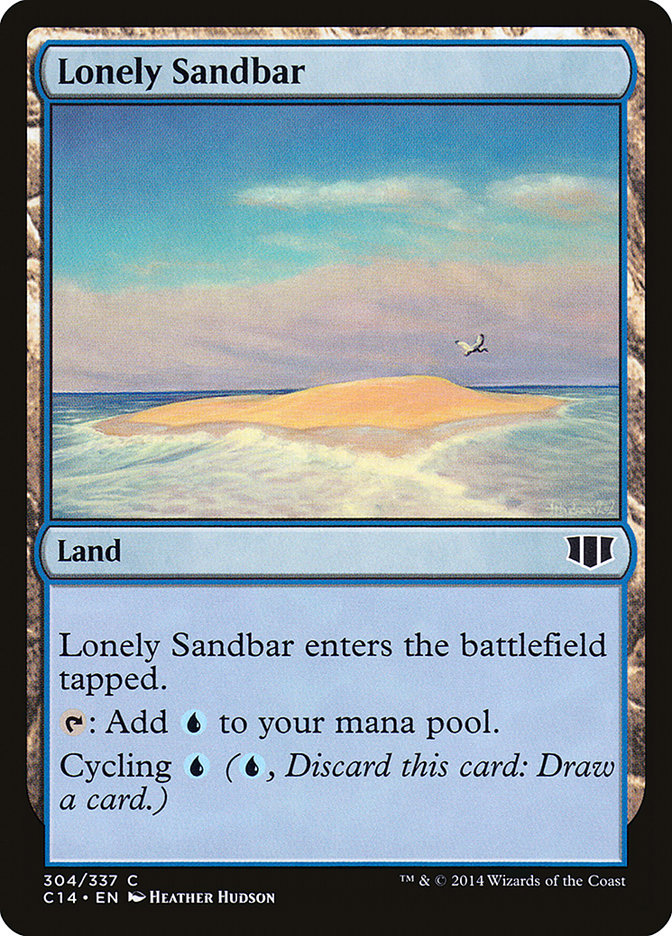 Lonely Sandbar
Land
Lonely Sandbar enters the battlefield
tapped.
: Add to your mana pool.
Cycling (, Discard this card: Draw
a card.)
304/337 C
C14 • EN Heather Hudson
™ & © 2014 Wizards of the Coast